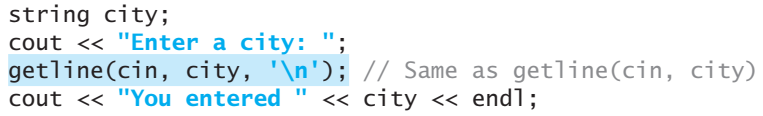 string city;
cout << "Enter a city: ";
getline(cin, city, '\n'); // Same as getline(cin, city)
cout << "You entered " << city << endl;